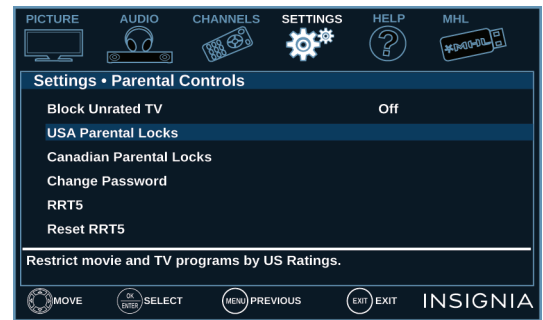 PICTURE AUDIO CHANNELS SETTINGS HELP MHL
MHL
Settings • Parental Controls
Block Unrated TV Off
USA Parental Locks
Canadian Parental Locks
Change Password
RRT5
Reset RRT5
Restrict movie and TV programs by US Ratings.
MOVE OK ENTER SELECT MENU PREVIOUS EXIT EXIT INSIGNIA